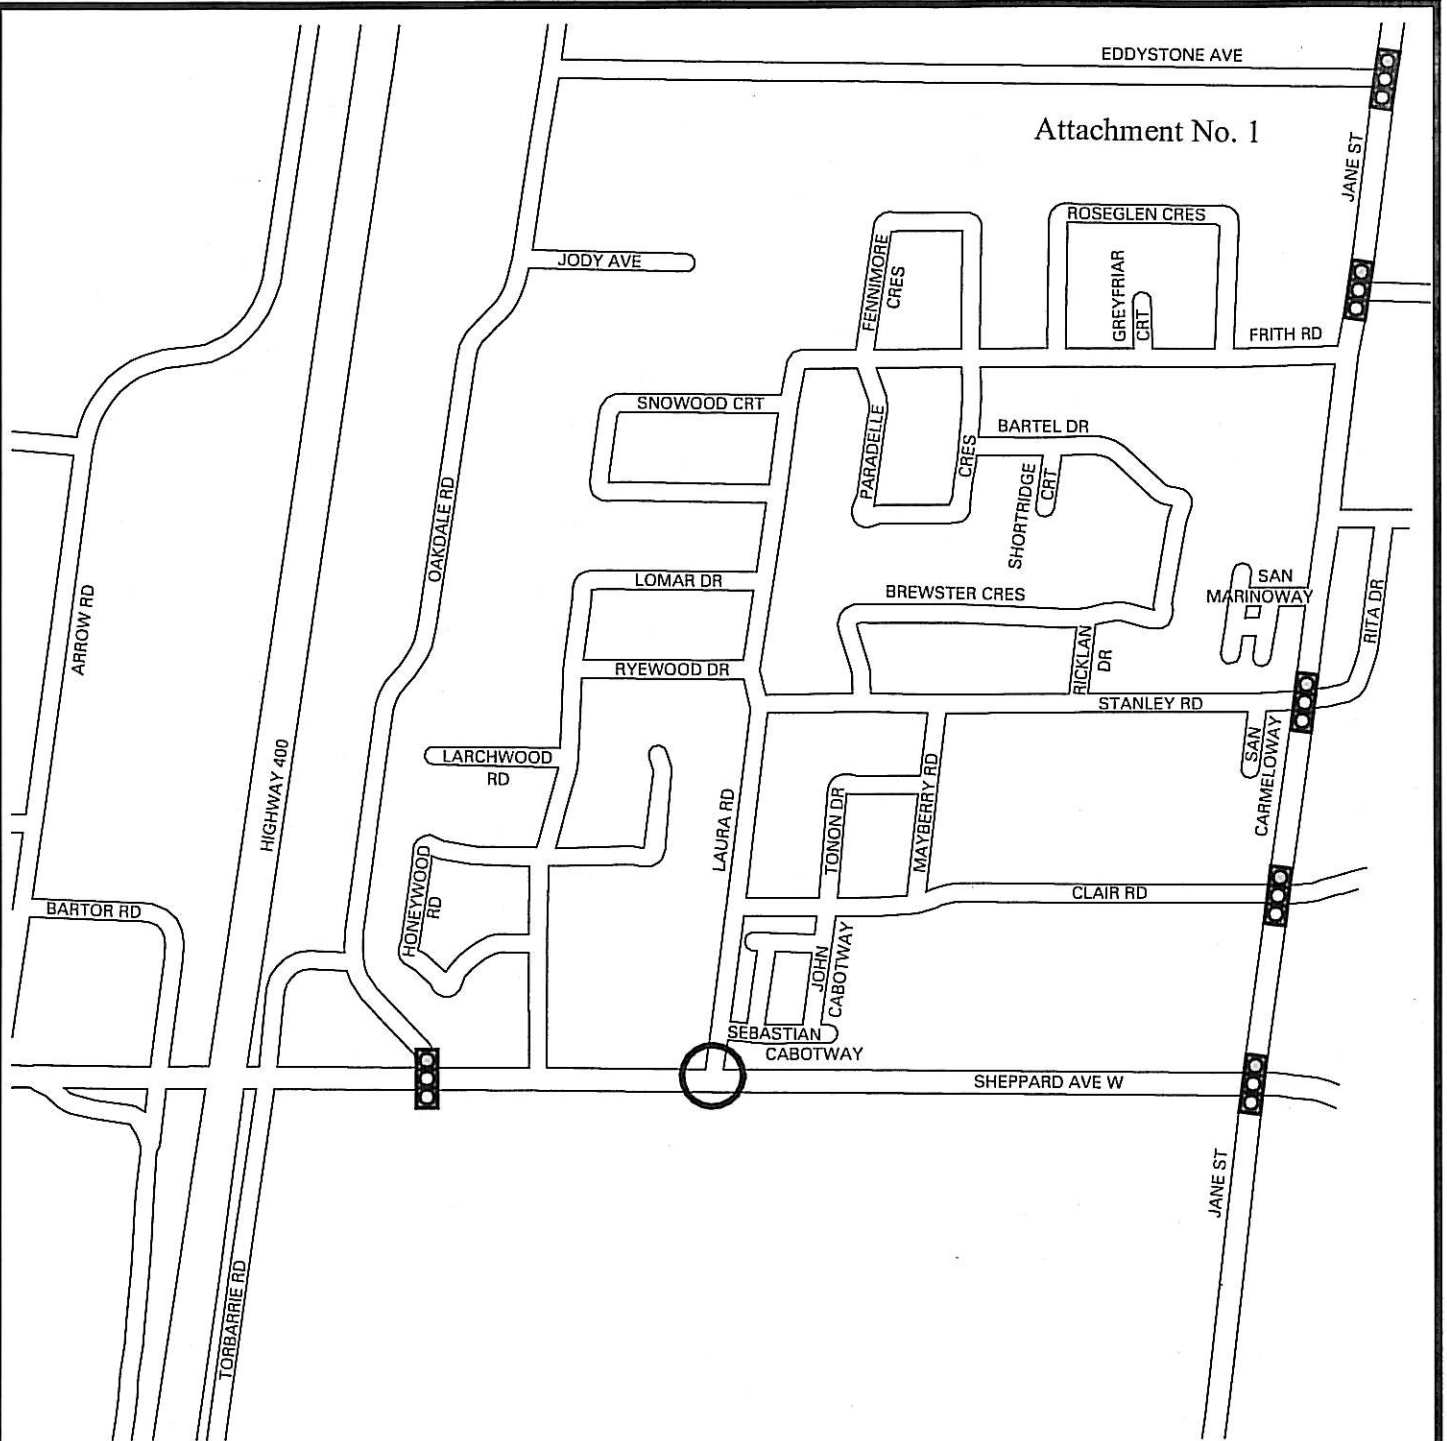 EDDYSTONE AVE
Attachment No. 1
JANE ST
ROSEGLEN CRES
FENNIMORE
CRES
GREYFRIAR
CRT
JODY AVE
FRITH RD
SNOWOOD CRT
PARADELLE
CRES
BARTEL DR
SHORTRIDGE
CRT
OAKDALE RD
LOMAR DR
BREWSTER CRES
SAN
MARINOWAY
RITA DR
ARROW RD
RYEWOOD DR
RICKLAN
DR
STANLEY RD
SAN
CARMELOWAY
LARCHWOOD
RD
HIGHWAY 400
LAURA RD
TONON DR
MAYBERRY RD
HONEYWOOD
RD
CLAIR RD
BARTOR RD
JOHN
CABOTWAY
SEBASTIAN
CABOTWAY
SHEPPARD AVE W
JANE ST
TORBARRIE RD